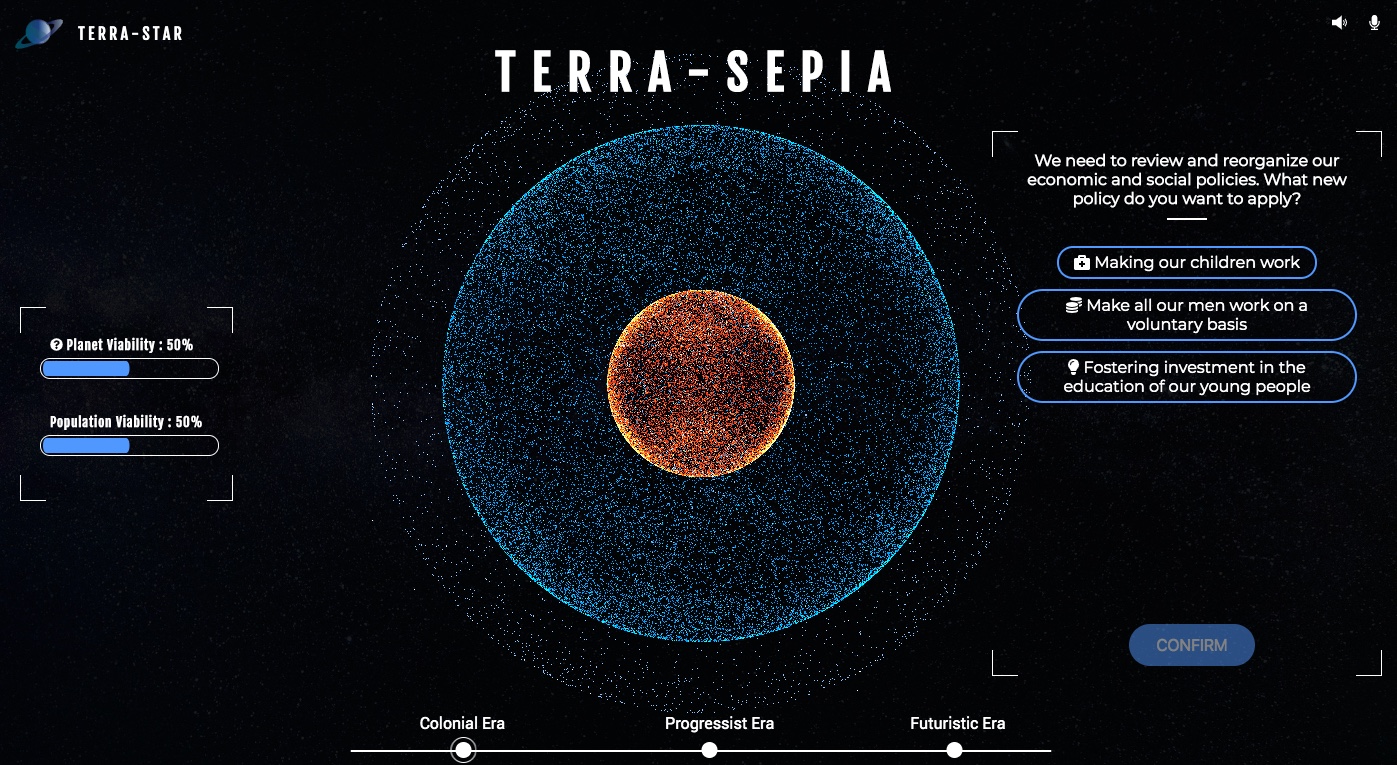 TERRA-STAR
TERRA-SEPIA
We need to review and reorganize our
economic and social policies. What new
policy do you want to apply?
Making our children work
Make all our men work on a
voluntary basis
Fostering investment in the
education of our young people
Planet Viability : 50%
Population Viability : 50%
CONFIRM
Colonial Era
Progressist Era
Futuristic Era